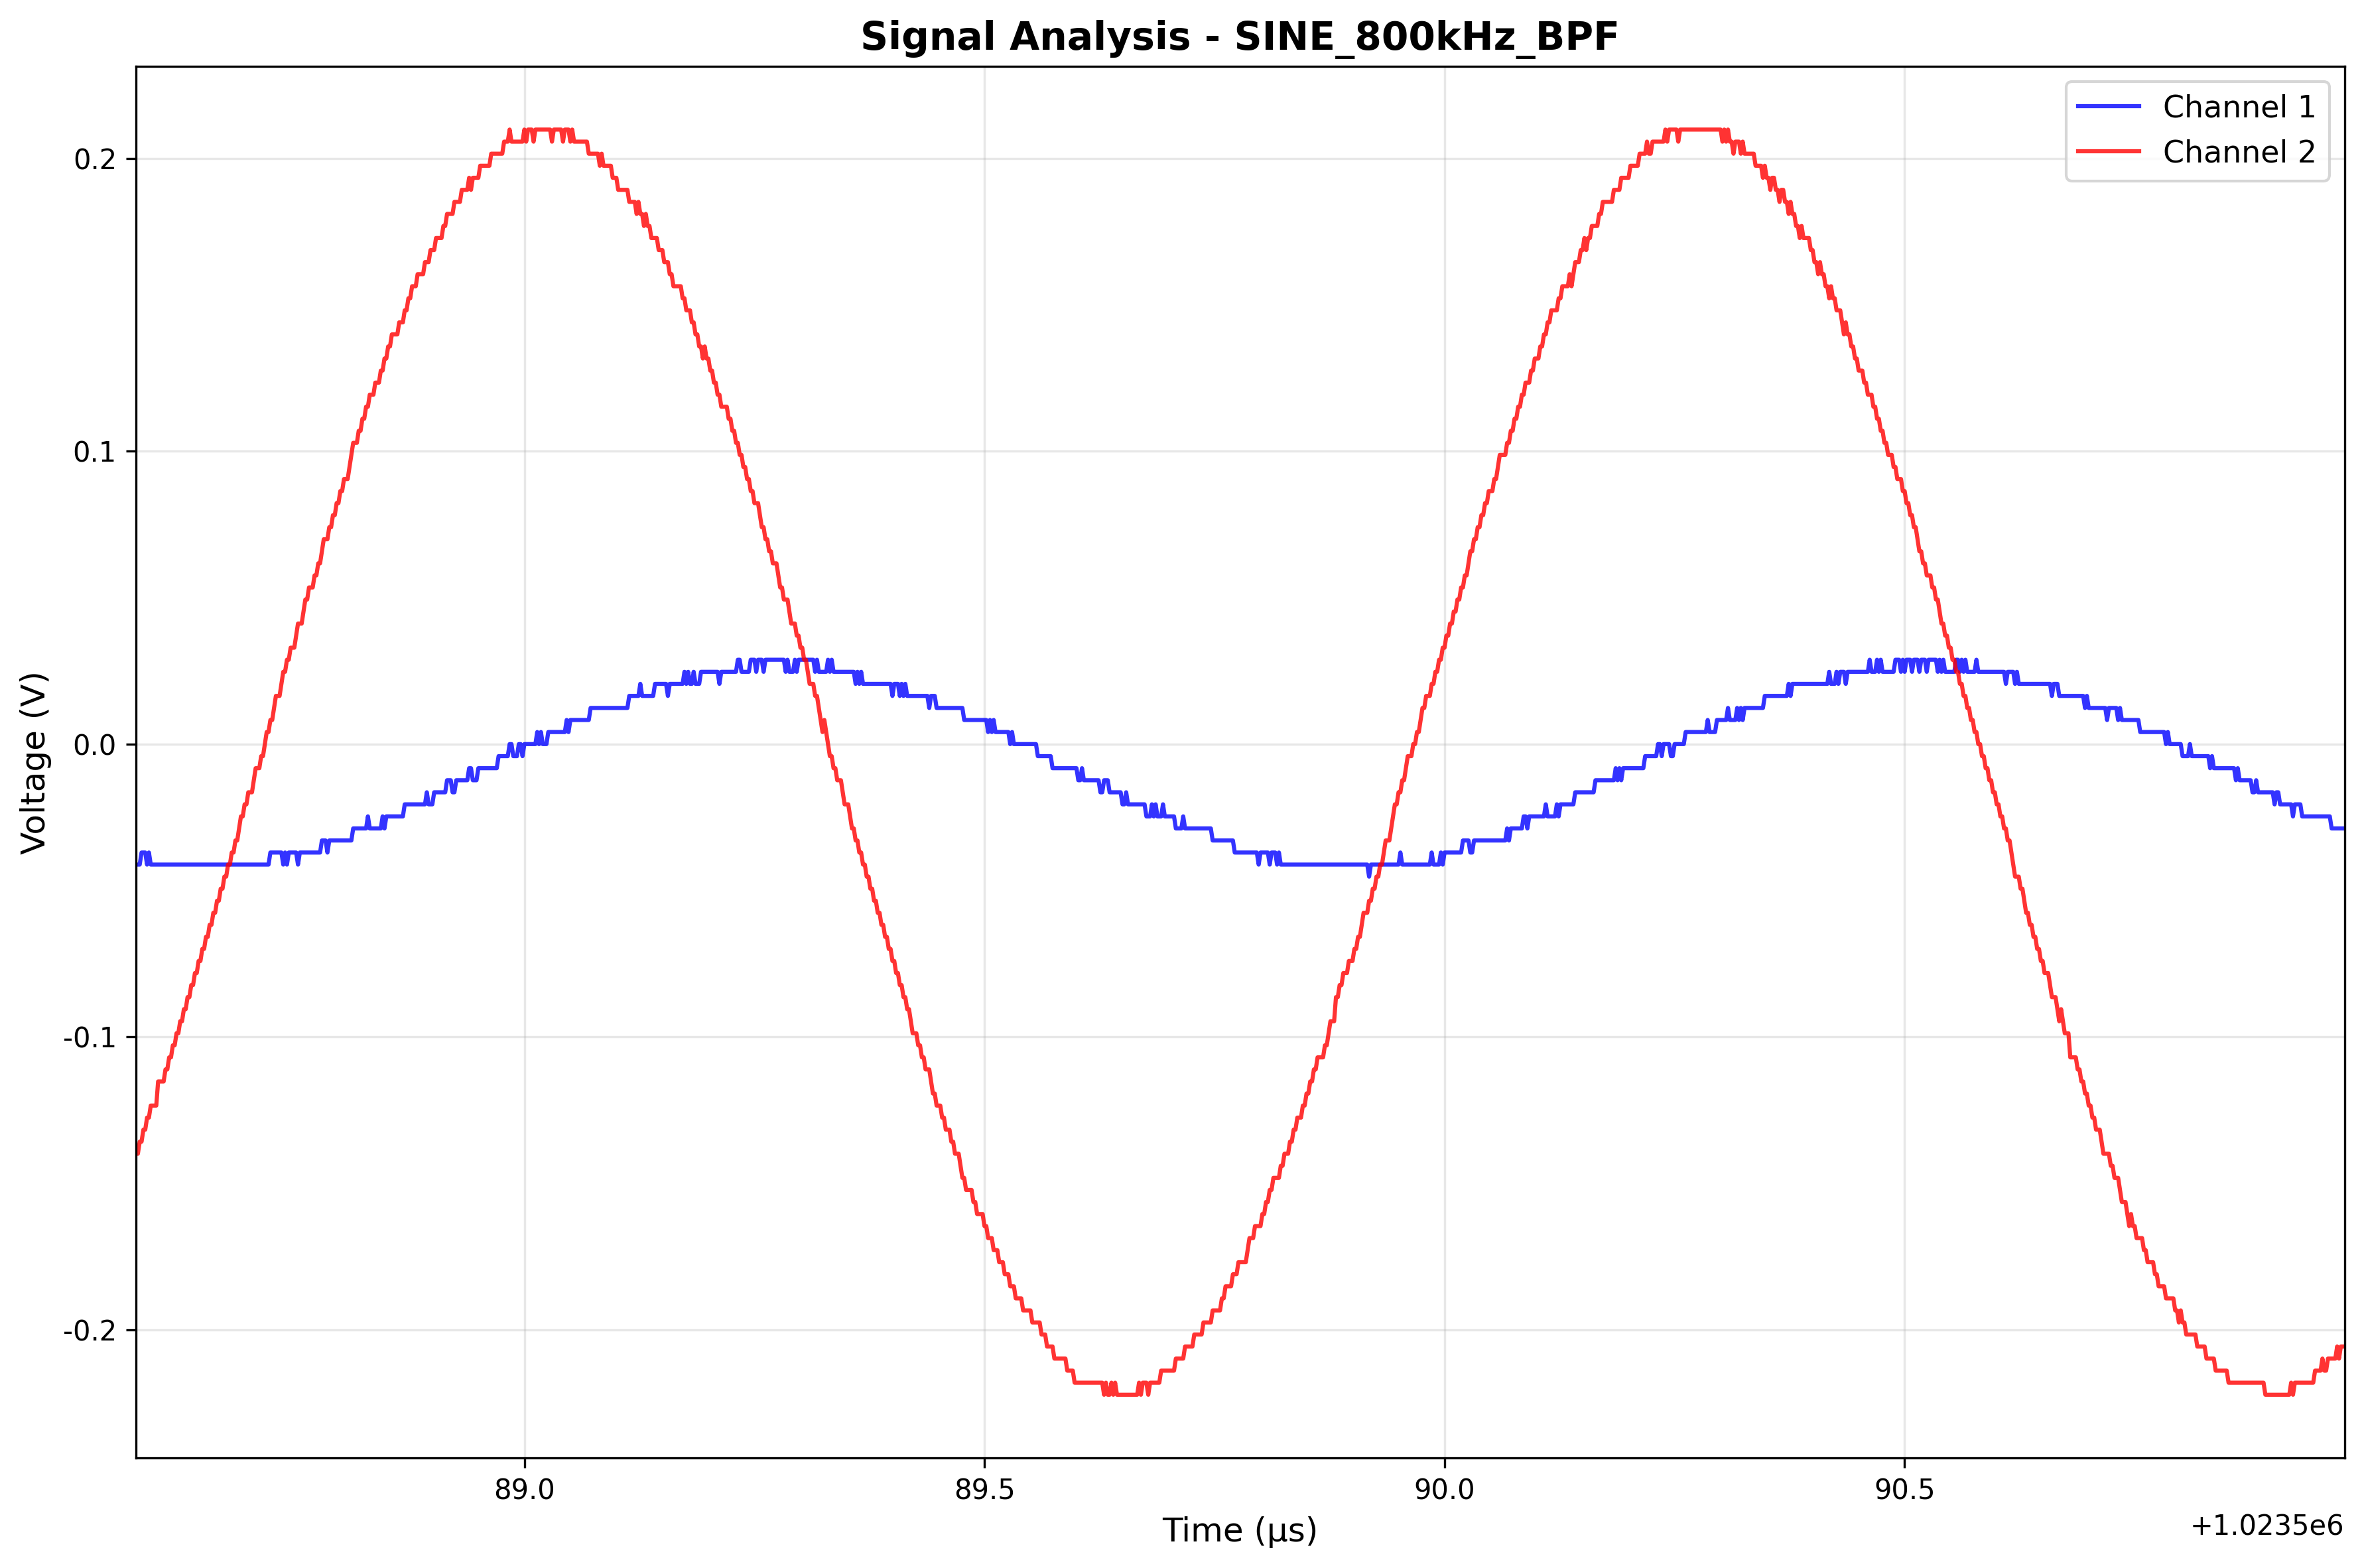 Signal Analysis - SINE_800kHz_BPF
Channel 1
Channel 2
0.2
0.1
0.0
-0.1
-0.2
Voltage (V)
89.0
89.5
90.0
90.5
Time (µs)
+1.0235e6